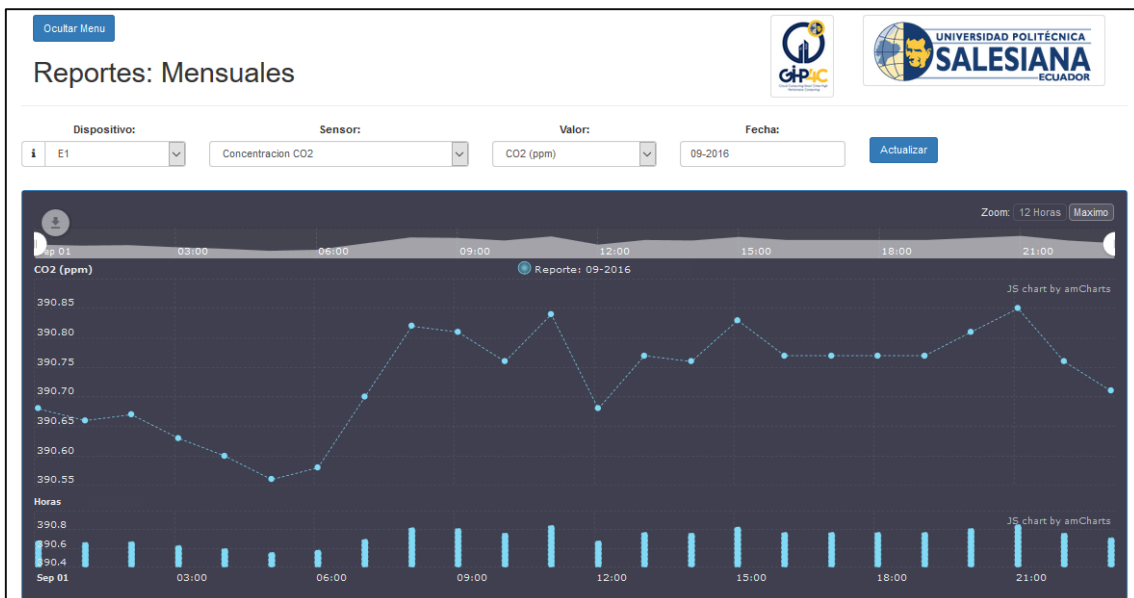 Ocultar Menu
Reportes: Mensuales
GIHP4C
UNIVERSIDAD POLITÉCNICA
SALESIANA
ECUADOR
Dispositivo: Sensor: Valor: Fecha:
i E1 Concentracion CO2 CO2 (ppm) 09-2016 Actualizar
Zoom: 12 Horas Maximo
Sep 01 03:00 06:00 09:00 12:00 15:00 18:00 21:00
CO2 (ppm) Reporte: 09-2016
JS chart by amCharts
390.85
390.80
390.75
390.70
390.65
390.60
390.55
Horas
390.8 JS chart by amCharts
390.6
390.4
Sep 01 03:00 06:00 09:00 12:00 15:00 18:00 21:00